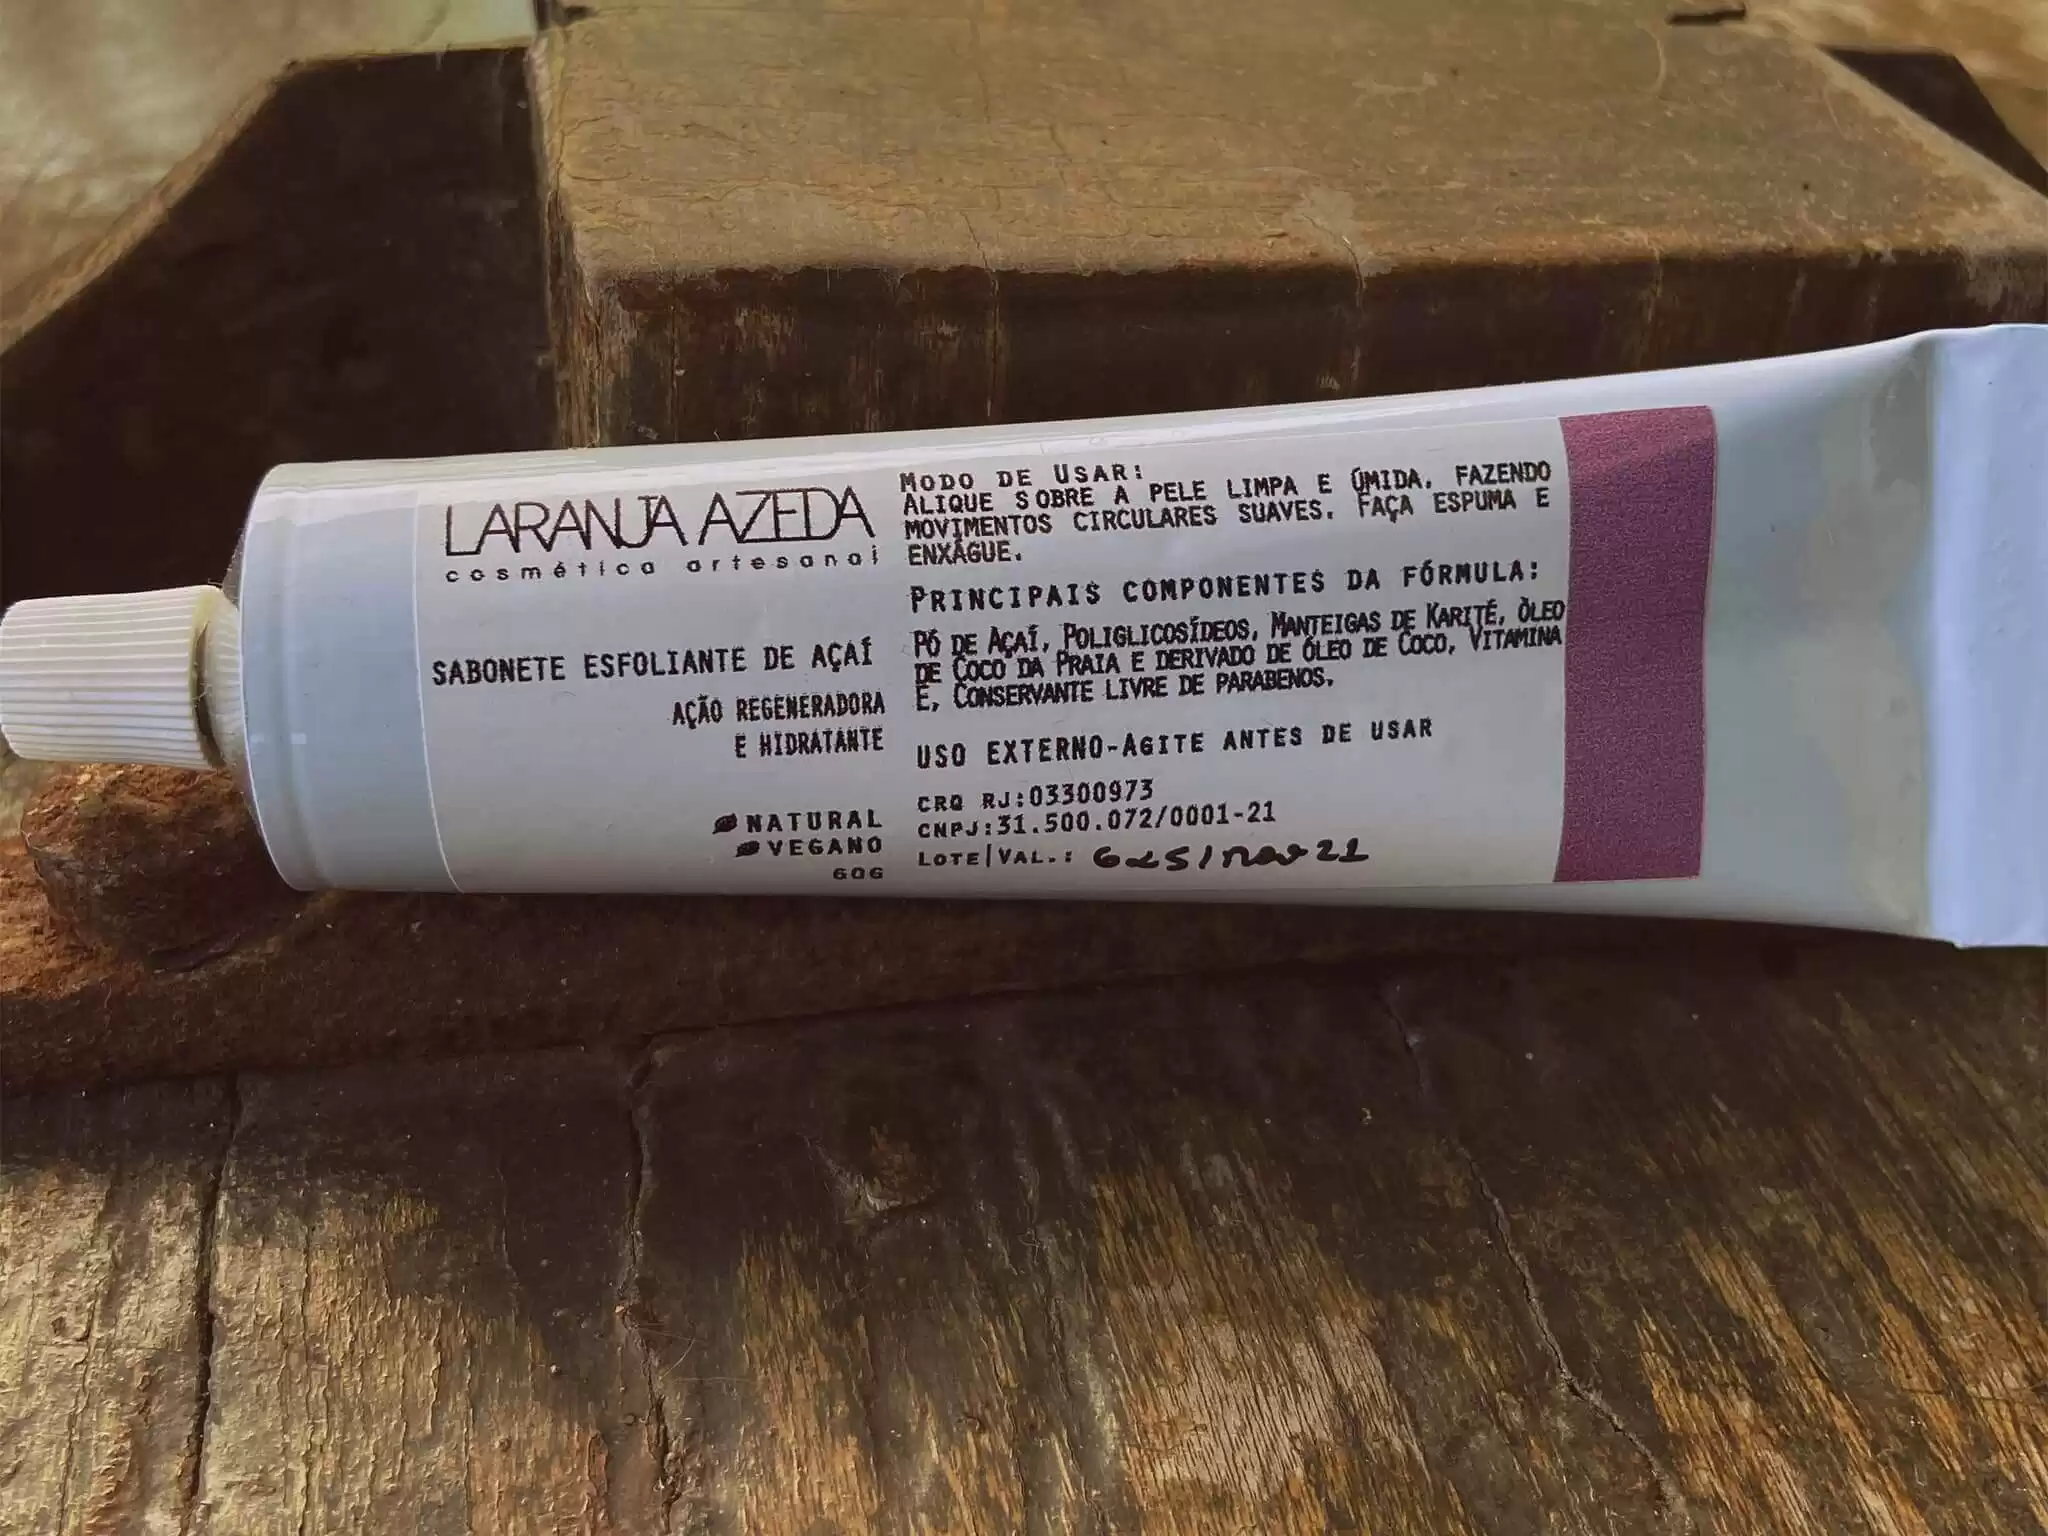 LARANJA AZEDA
cosmética artesanal
SABONETE ESFOLIANTE DE AÇAÍ
AÇÃO REGENERADORA
E HIDRATANTE
NATURAL
VEGANO
60G
MODO DE USAR:
ALIQUE SOBRE A PELE LIMPA E ÚMIDA, FAZENDO
MOVIMENTOS CIRCULARES SUAVES. FAÇA ESPUMA E
ENXÁGUE.
PRINCIPAIS COMPONENTES DA FÓRMULA:
PÓ DE AÇAÍ, POLIGLICOSÍDEOS, MANTEIGAS DE KARITÉ, ÒLEO
DE COCO DA PRAIA E DERIVADO DE ÓLEO DE COCO, VITAMINA
E, CONSERVANTE LIVRE DE PARABENOS.
USO EXTERNO-AGITE ANTES DE USAR
CRQ RJ:03300973
CNPJ:31.500.072/0001-21
LOTE|VAL.: nov 21